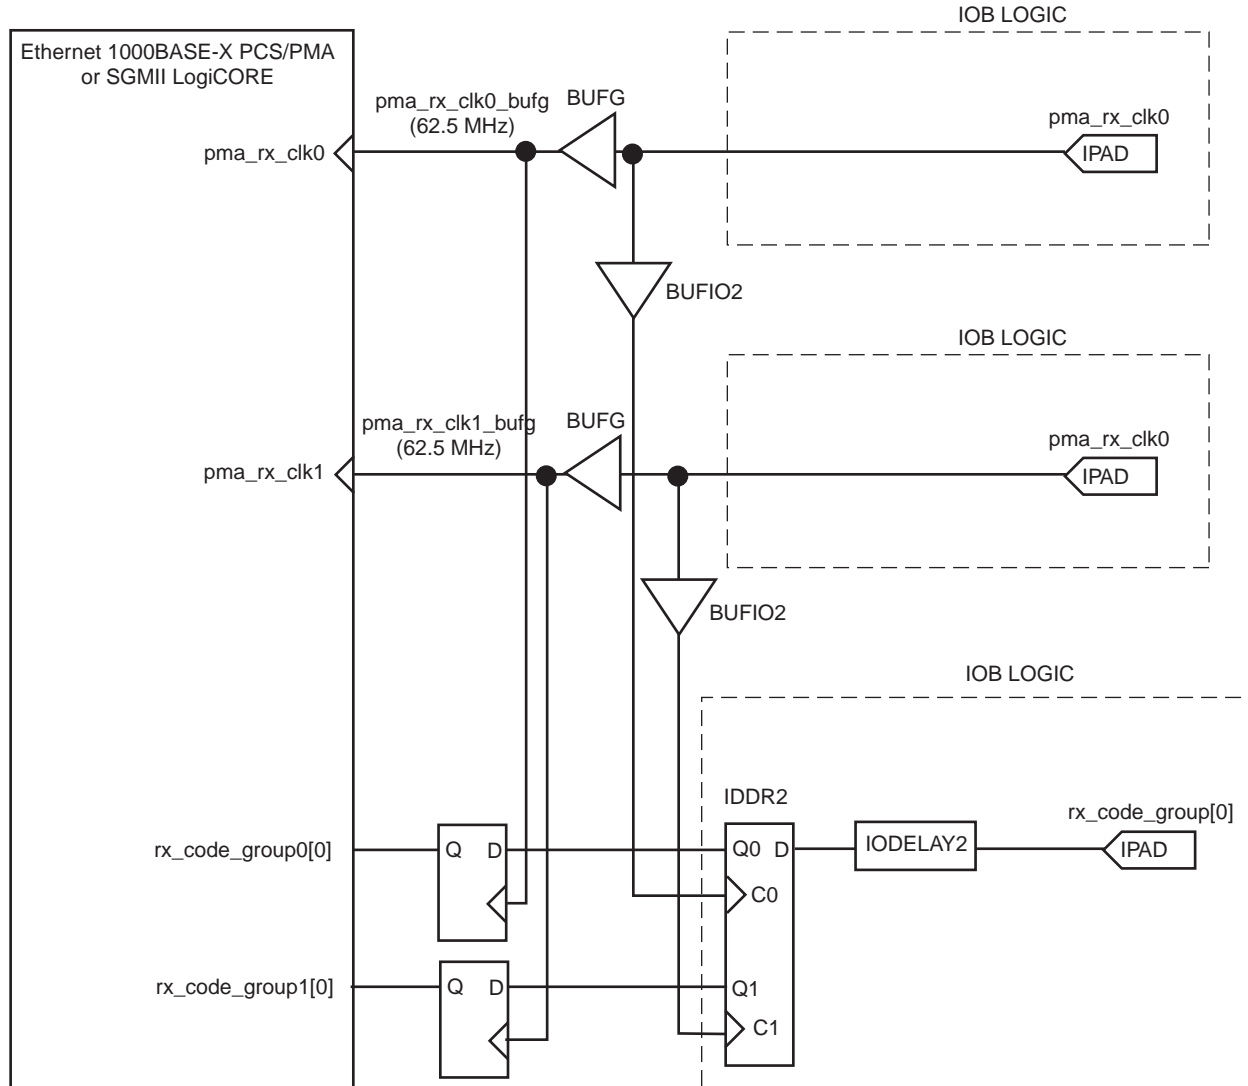 IOB LOGIC
Ethernet 1000BASE-X PCS/PMA
or SGMII LogiCORE
pma_rx_clk0_bufg
(62.5 MHz)
BUFG
pma_rx_clk0
pma_rx_clk0
IPAD
BUFIO2
IOB LOGIC
pma_rx_clk1_bufg
(62.5 MHz)
BUFG
pma_rx_clk0
pma_rx_clk1
IPAD
BUFIO2
IOB LOGIC
IDDR2
rx_code_group[0]
rx_code_group0[0]
Q D
Q0 D
IODELAY2
IPAD
C0
rx_code_group1[0]
Q D
Q1
C1